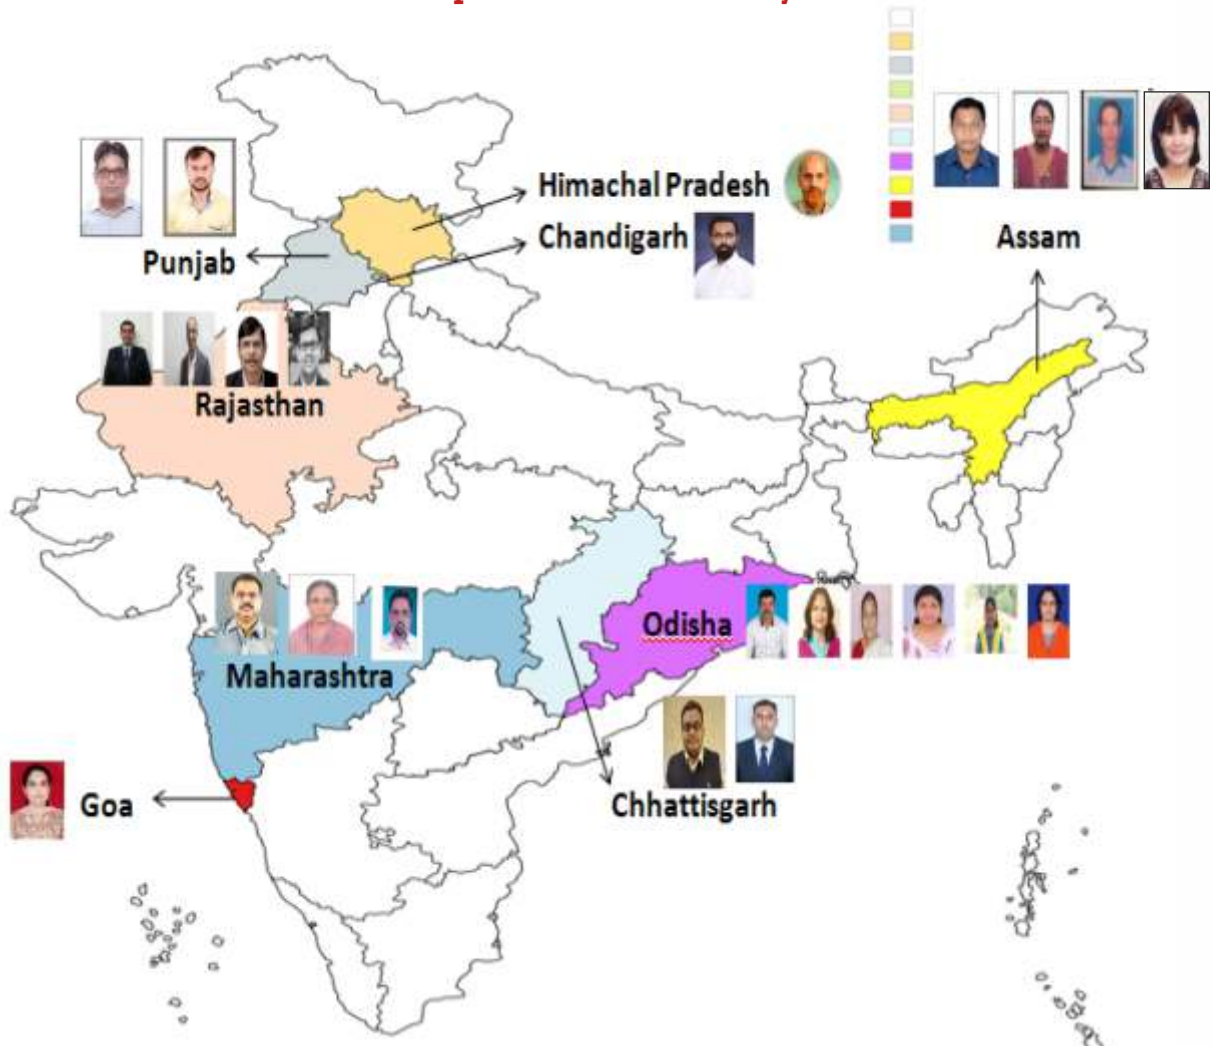 Himachal Pradesh
Chandigarh
Punjab
Assam
Rajasthan
Odisha
Maharashtra
Chhattisgarh
Goa